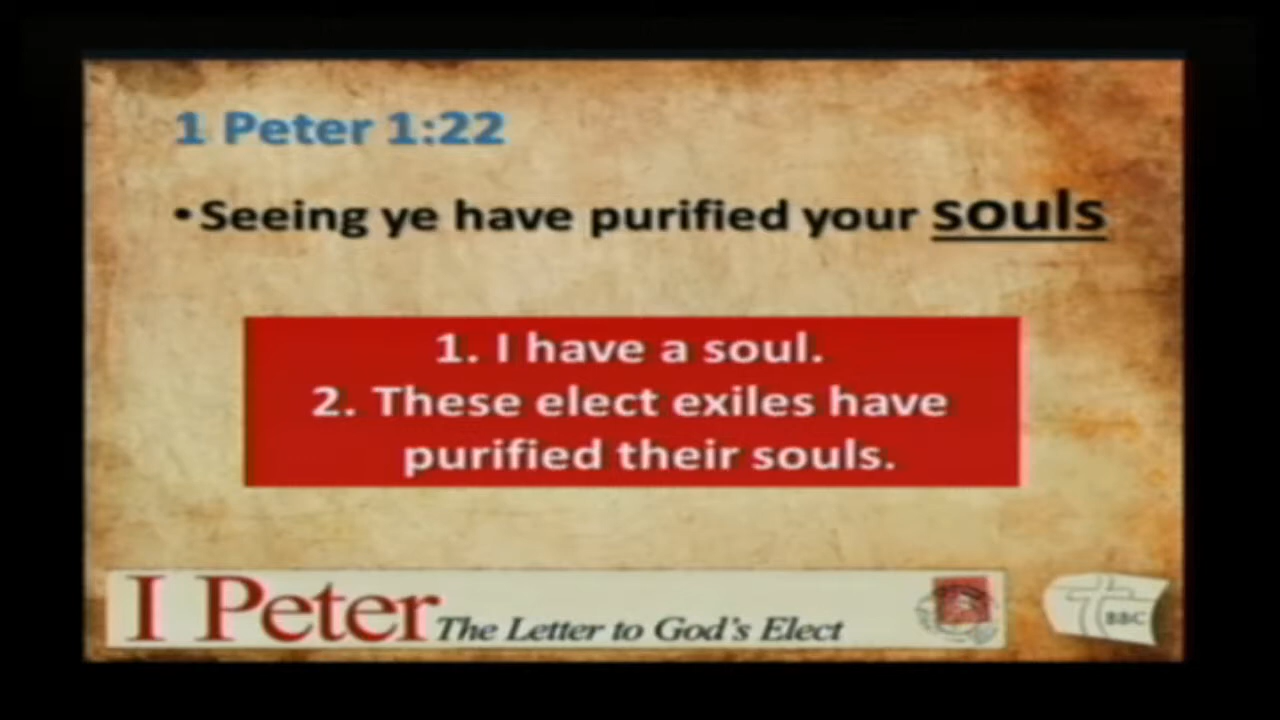 1 Peter 1:22
• Seeing ye have purified your souls
1. I have a soul.
2. These elect exiles have
purified their souls.
I Peter The Letter to God's Elect
BBC